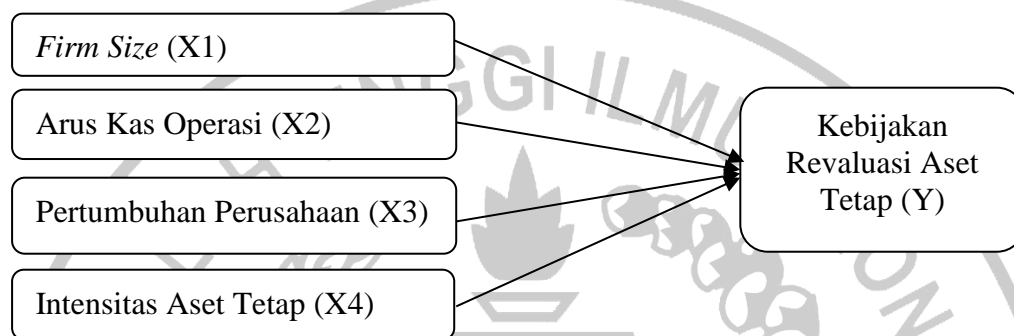 Firm Size (X1)
Arus Kas Operasi (X2)
Pertumbuhan Perusahaan (X3)
Intensitas Aset Tetap (X4)
Kebijakan
Revaluasi Aset
Tetap (Y)